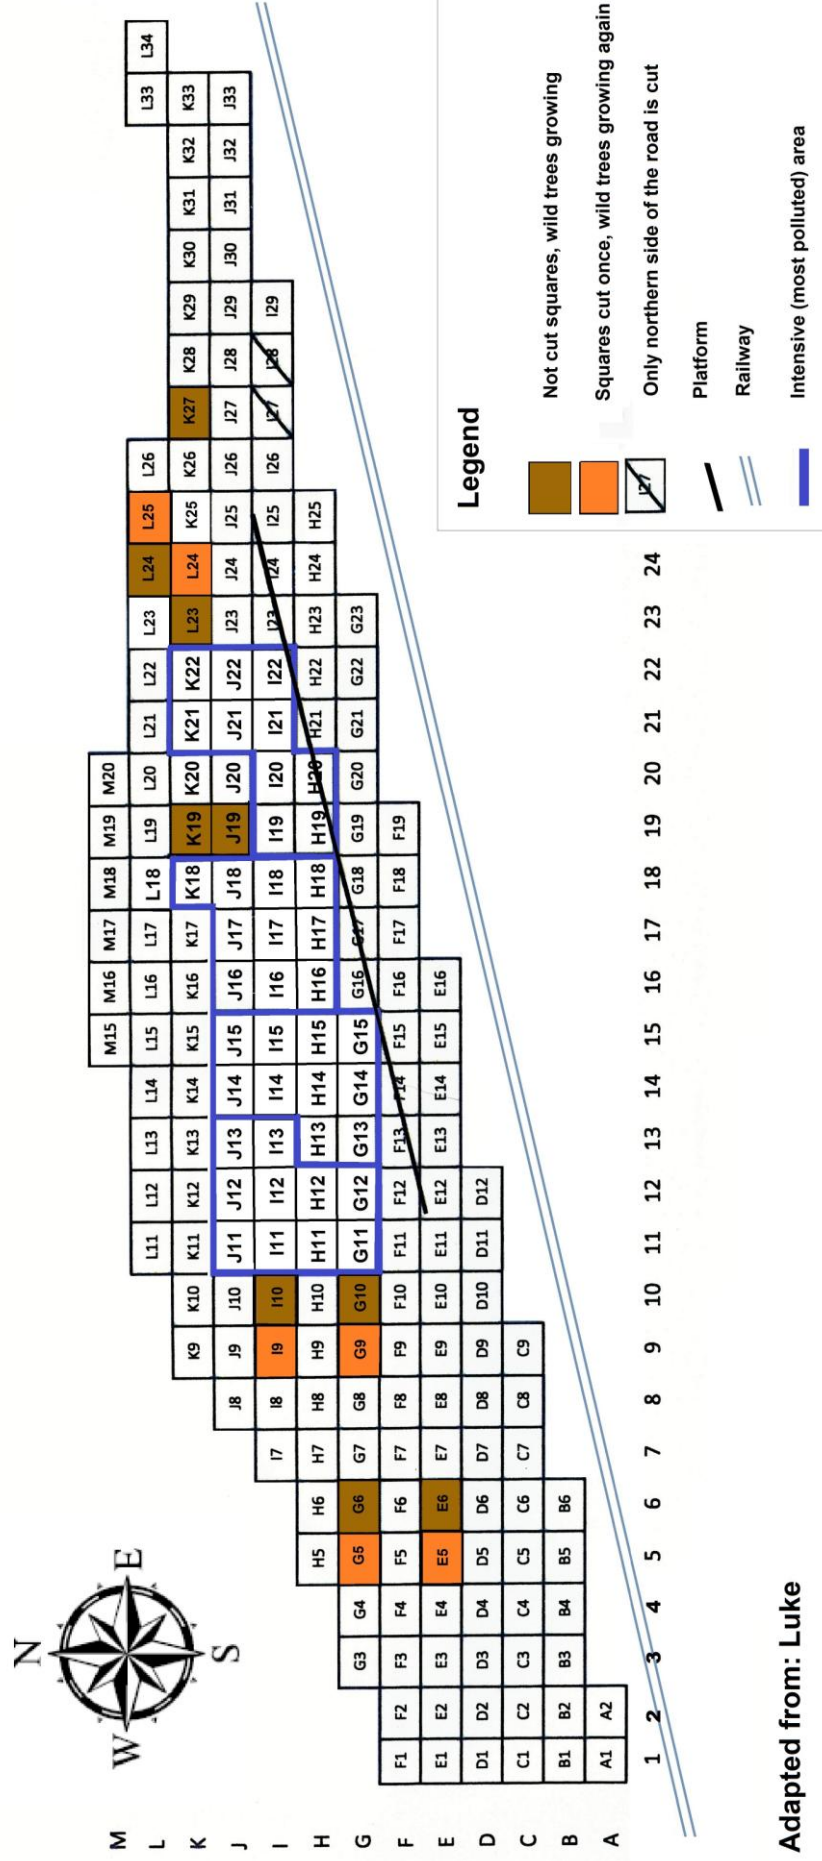 N
W E
S
M M15 M16 M17 M18 M19 M20
L L11 L12 L13 L14 L15 L16 L17 L18 L19 L20 L21 L22 L23 L24 L25 L26 L33 L34
K K9 K10 K11 K12 K13 K14 K15 K16 K17 K18 K19 K20 K21 K22 L23 L24 K25 K26 K27 K28 K29 K30 K31 K32 K33
J J8 J9 J10 J11 J12 J13 J14 J15 J16 J17 J18 J19 J20 J21 J22 J23 J24 J25 J26 J27 J28 J29 J30 J31 J32 J33
I I7 I8 I9 I10 I11 I12 I13 I14 I15 I16 I17 I18 I19 I20 I21 I22 I23 I24 I25 I26 I27 I28 I29
H H5 H6 H7 H8 H9 H10 H11 H12 H13 H14 H15 H16 H17 H18 H19 H20 H21 H22 H23 H24 H25
G G3 G4 G5 G6 G7 G8 G9 G10 G11 G12 G13 G14 G15 G16 G17 G18 G19 G20 G21 G22 G23
F F1 F2 F3 F4 F5 F6 F7 F8 F9 F10 F11 F12 F13 F14 F15 F16 F17 F18 F19
E E1 E2 E3 E4 E5 E6 E7 E8 E9 E10 E11 E12 E13 E14 E15 E16
D D1 D2 D3 D4 D5 D6 D7 D8 D9 D10 D11 D12
C C1 C2 C3 C4 C5 C6 C7 C8 C9
B B1 B2 B3 B4 B5 B6
A A1 A2
1 2 3 4 5 6 7 8 9 10 11 12 13 14 15 16 17 18 19 20 21 22 23 24
Legend
Not cut squares, wild trees growing
Squares cut once, wild trees growing again
I27 Only northern side of the road is cut
Platform
Railway
Intensive (most polluted) area
Adapted from: Luke